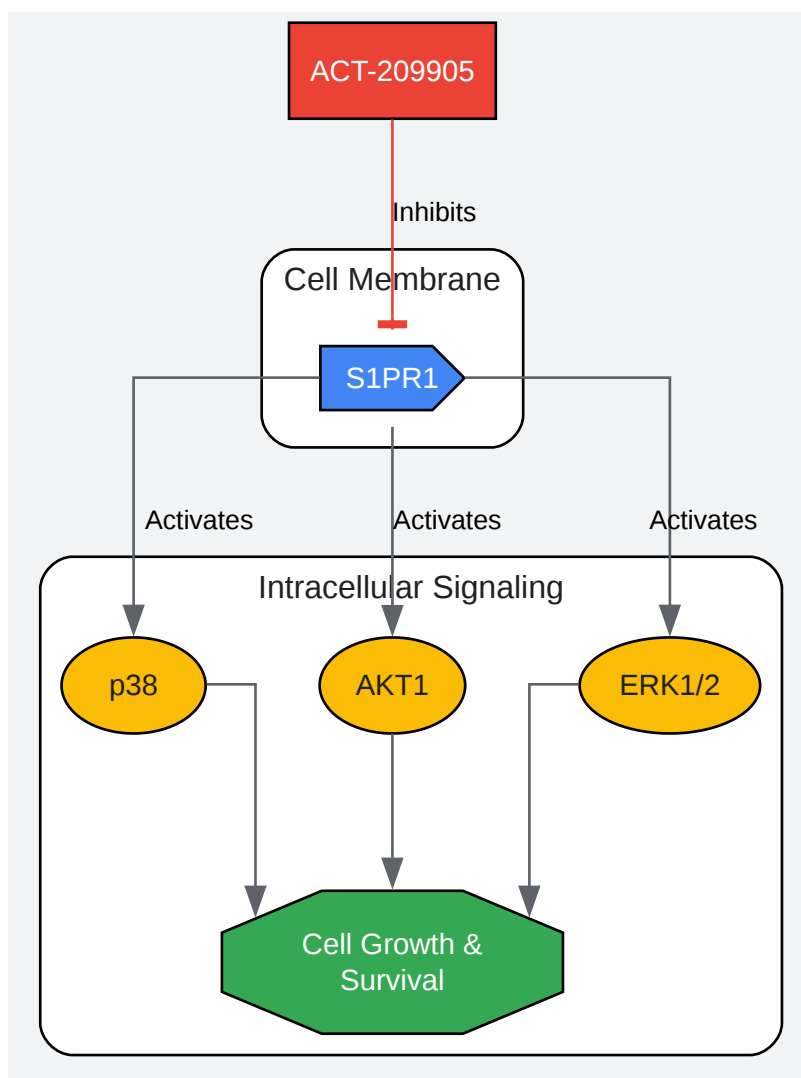 ACT-209905
Inhibits
Cell Membrane
S1PR1
Activates
Activates
Activates
Intracellular Signaling
p38
AKT1
ERK1/2
Cell Growth &
Survival